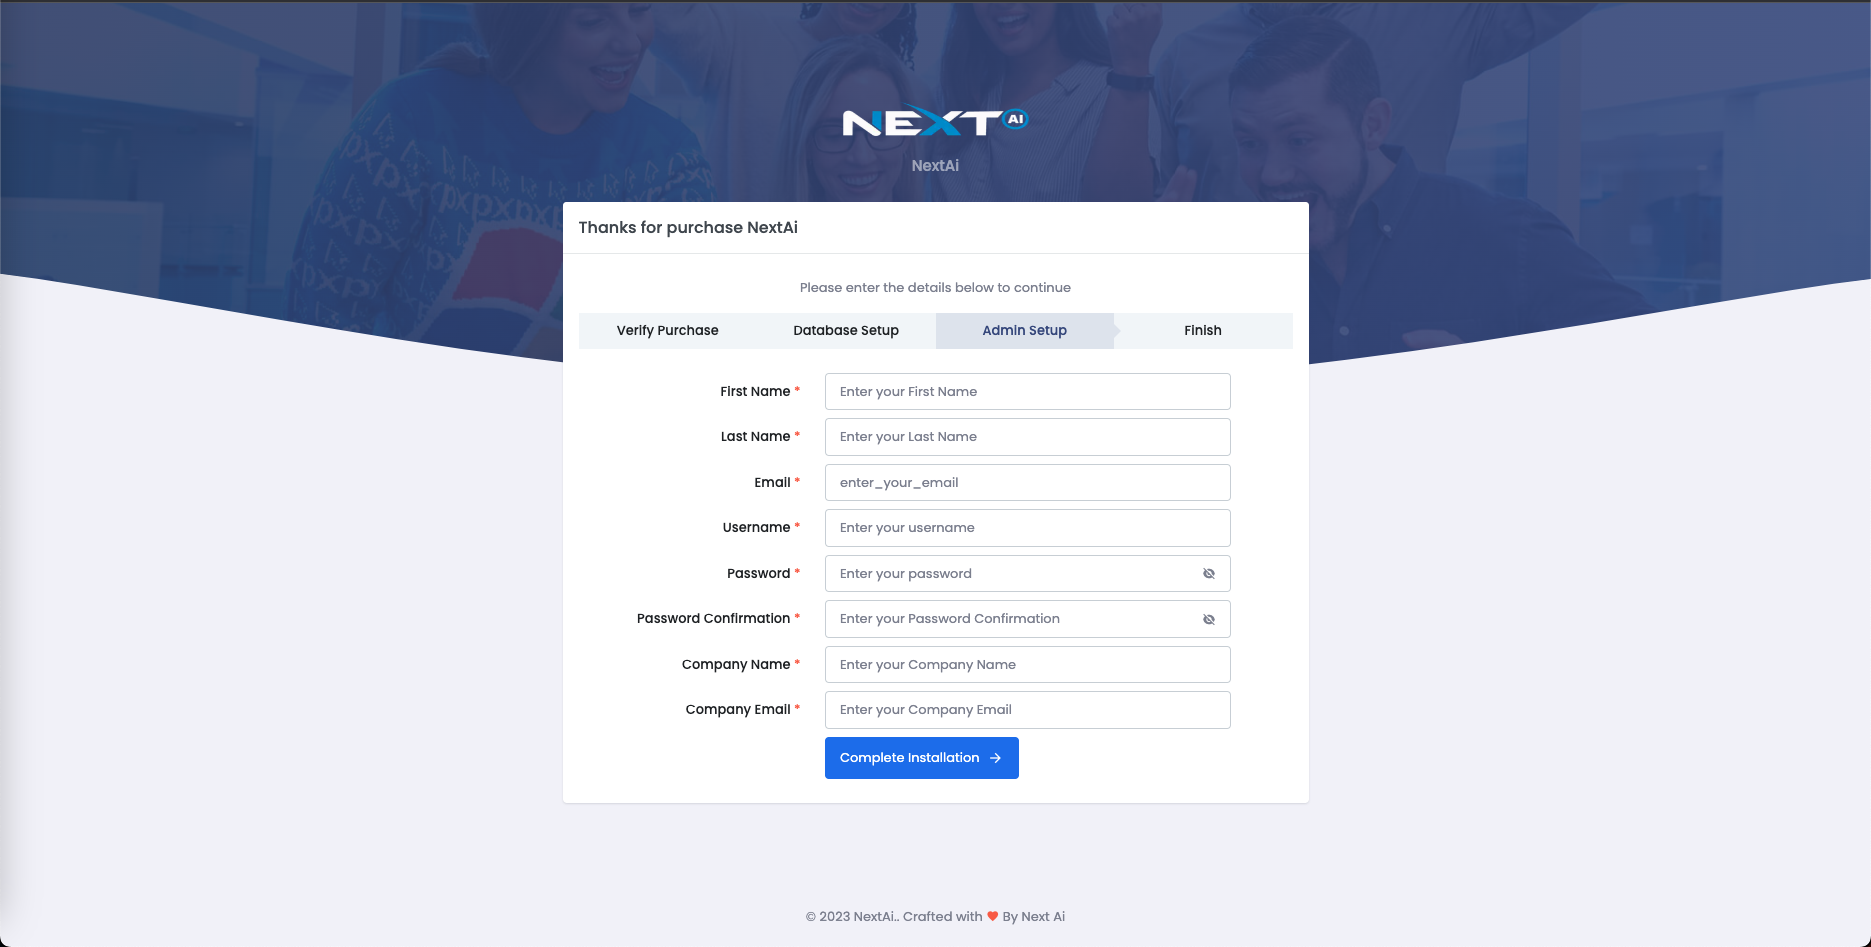 NEXT AI
NextAi
Thanks for purchase NextAi
Please enter the details below to continue
Verify Purchase Database Setup Admin Setup Finish
First Name * Enter your First Name
Last Name * Enter your Last Name
Email * enter_your_email
Username * Enter your username
Password * Enter your password
Password Confirmation * Enter your Password Confirmation
Company Name * Enter your Company Name
Company Email * Enter your Company Email
Complete Installation →
© 2023 NextAi.. Crafted with ♥ By Next Ai